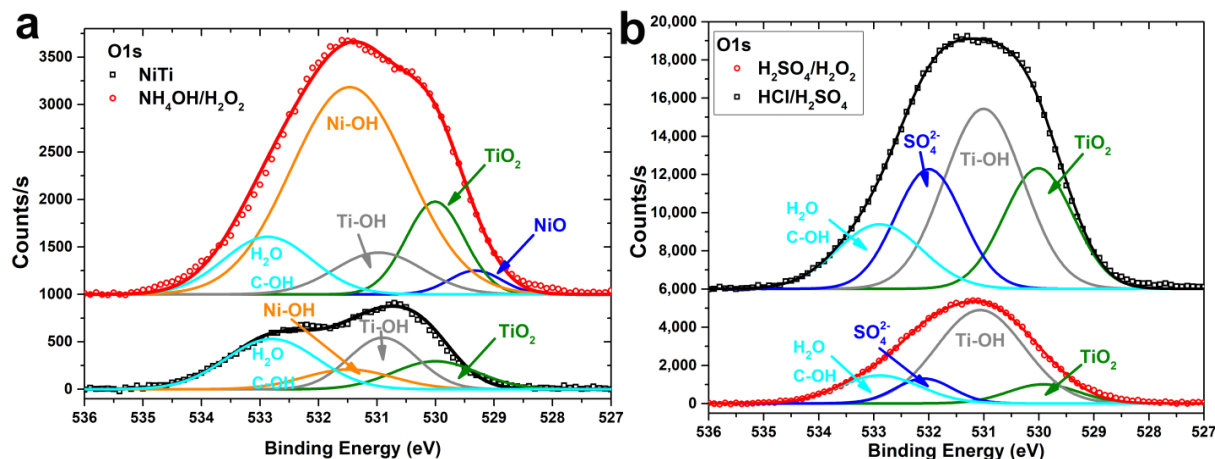 a
O1s
NiTi
NH₄OH/H₂O₂
Ni-OH
TiO₂
Ti-OH
NiO
H₂O
C-OH
Ni-OH
Ti-OH
TiO₂
H₂O
C-OH
3500
3000
2500
2000
1500
1000
500
0
Counts/s
536 535 534 533 532 531 530 529 528 527
Binding Energy (eV)
b
O1s
H₂SO₄/H₂O₂
HCl/H₂SO₄
SO₄²⁻
Ti-OH
TiO₂
H₂O
C-OH
SO₄²⁻
Ti-OH
H₂O
C-OH
TiO₂
20,000
18,000
16,000
14,000
12,000
10,000
8,000
6,000
4,000
2,000
0
Counts/s
536 535 534 533 532 531 530 529 528 527
Binding Energy (eV)